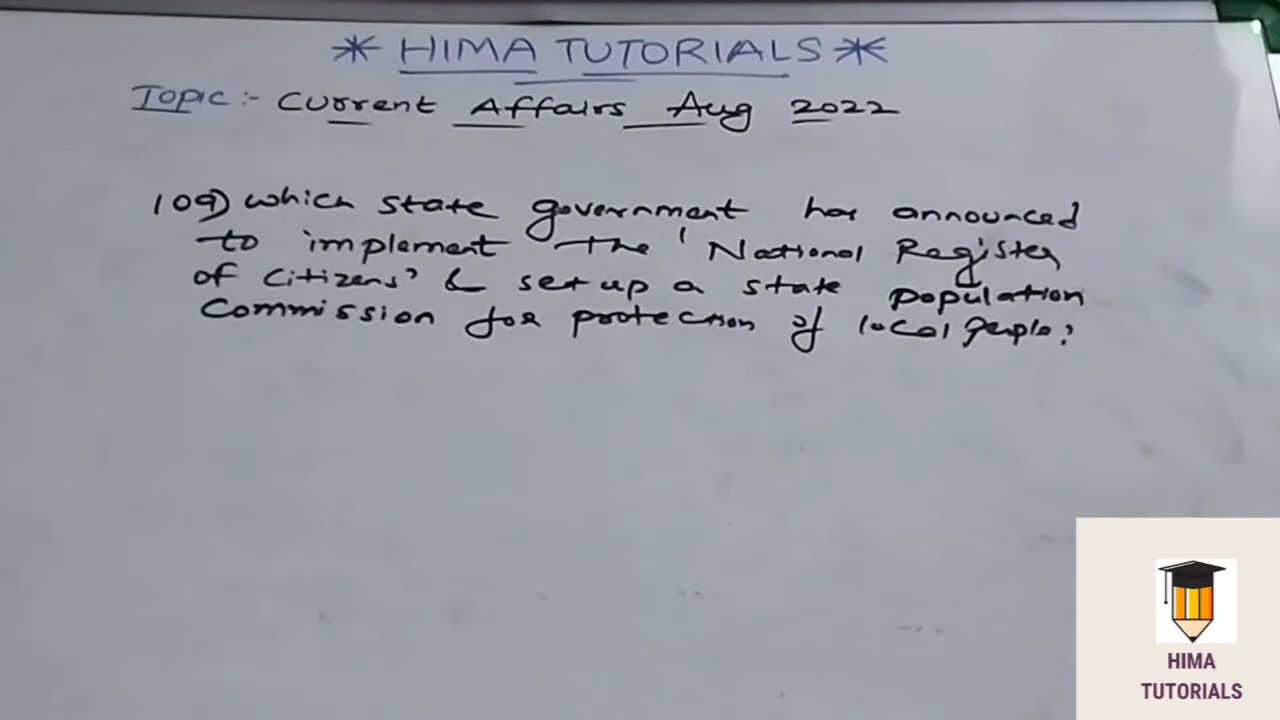 * HIMA TUTORIALS *
Topic:- Current Affairs Aug 2022
109) which state government has announced
to implement the 'National Register
of Citizens' & set up a state population
Commission for protection of local people?
HIMA
TUTORIALS